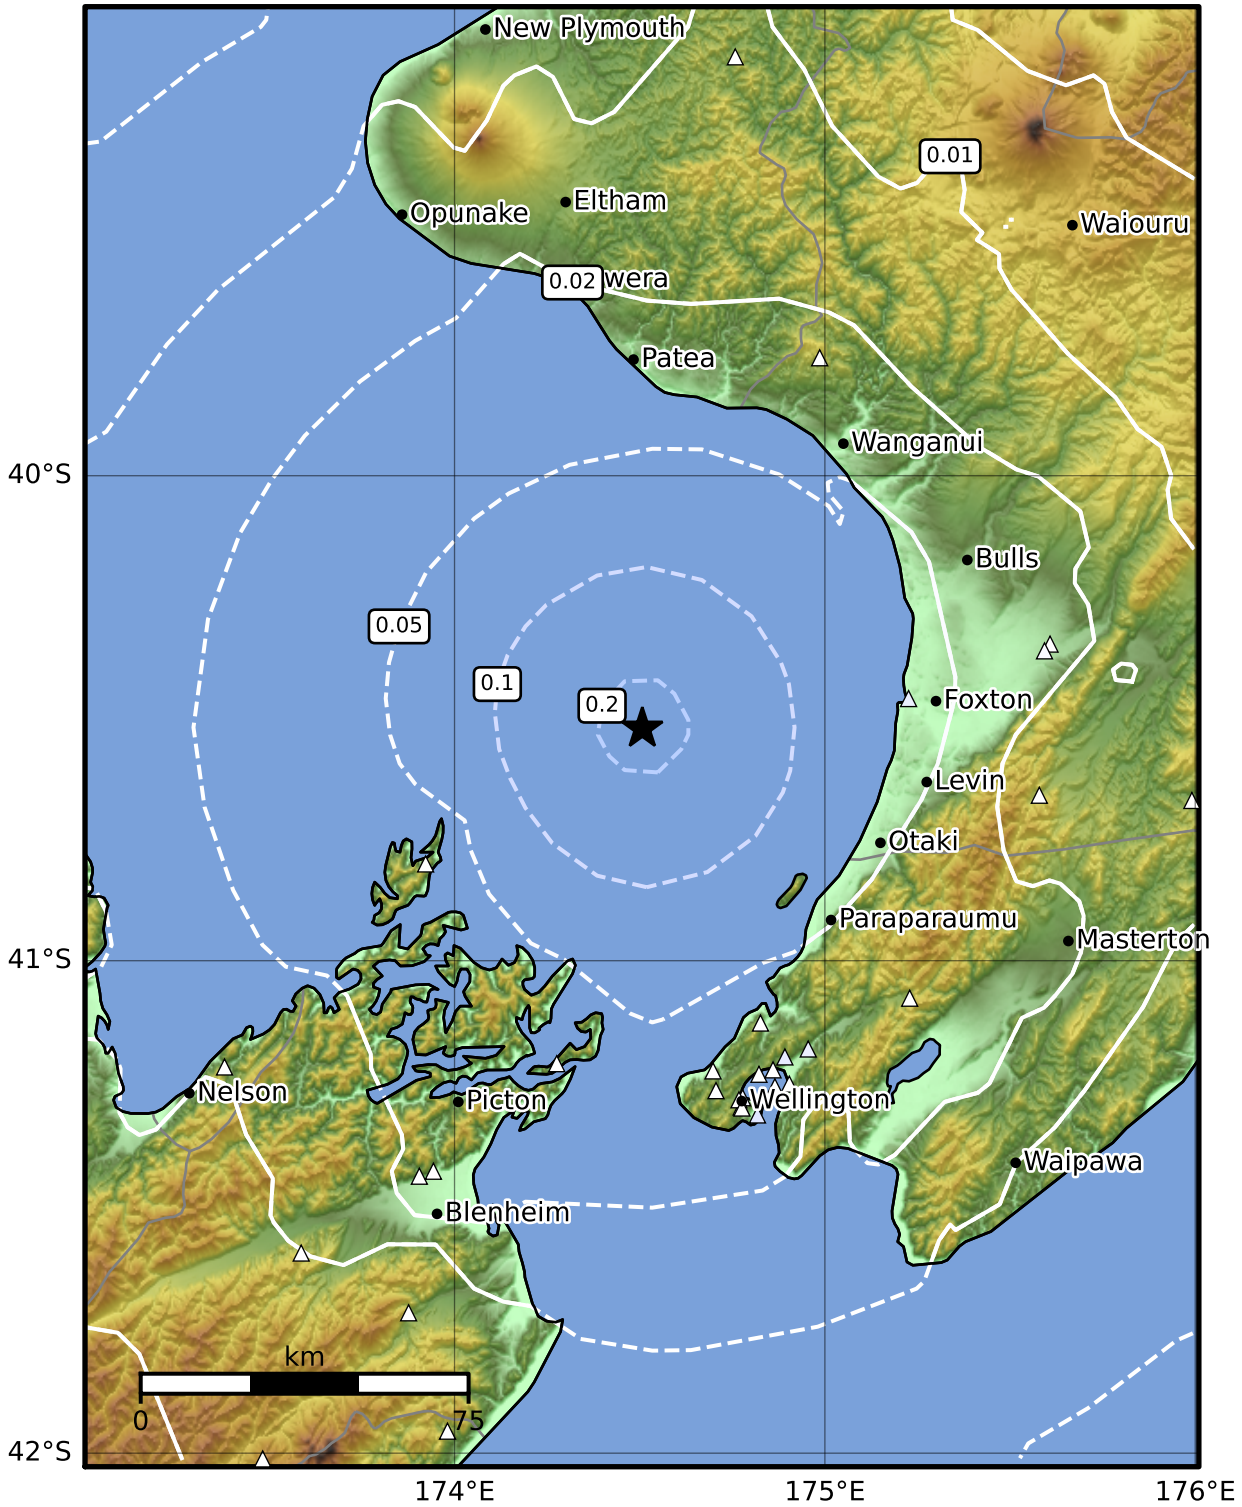 New Plymouth
0.01
Eltham
Opunake
Waiouru
0.02
wera
Patea
Wanganui
40°S
Bulls
0.05
0.1
0.2
Foxton
Levin
Otaki
Paraparaumu
Masterton
41°S
Nelson
Picton
Wellington
Waipawa
Blenheim
km
0
75
42°S
174°E
175°E
176°E